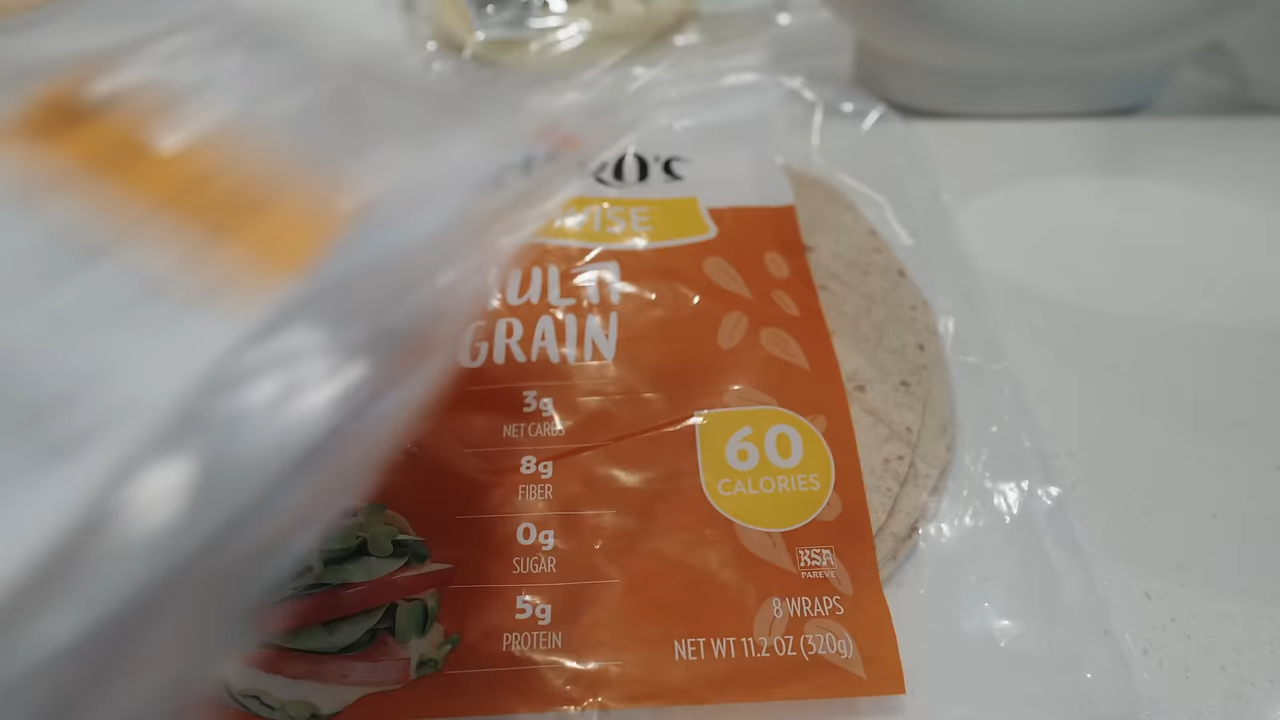 GRAIN
3g
NET CARBS
8g
FIBER
0g
SUGAR
5g
PROTEIN
60
CALORIES
KSA
PAREVE
8 WRAPS
NET WT 11.2 OZ (320g)